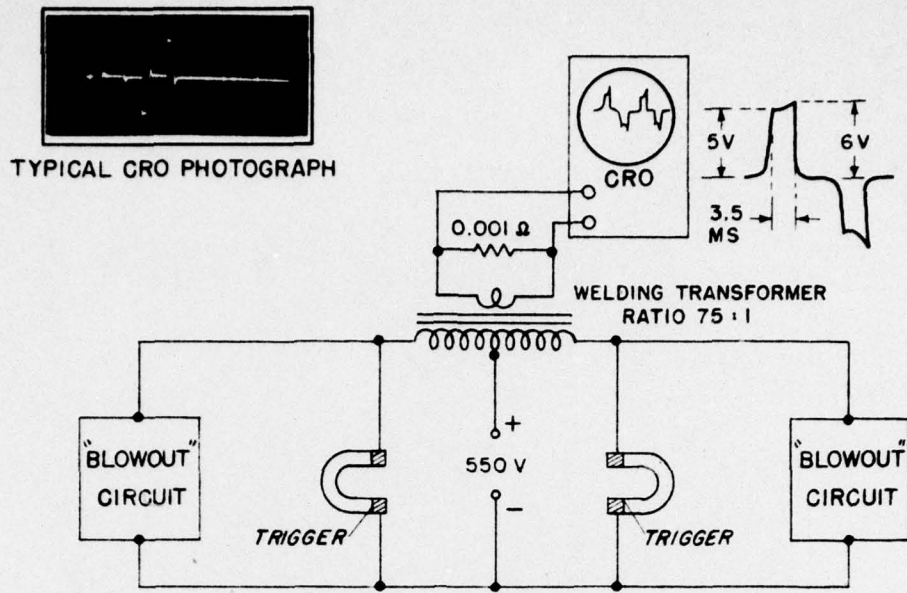 TYPICAL CRO PHOTOGRAPH
CRO
5V
6V
3.5
MS
0.001 Ω
WELDING TRANSFORMER
RATIO 75:1
"BLOWOUT"
CIRCUIT
+
550 V
−
TRIGGER
TRIGGER
"BLOWOUT"
CIRCUIT